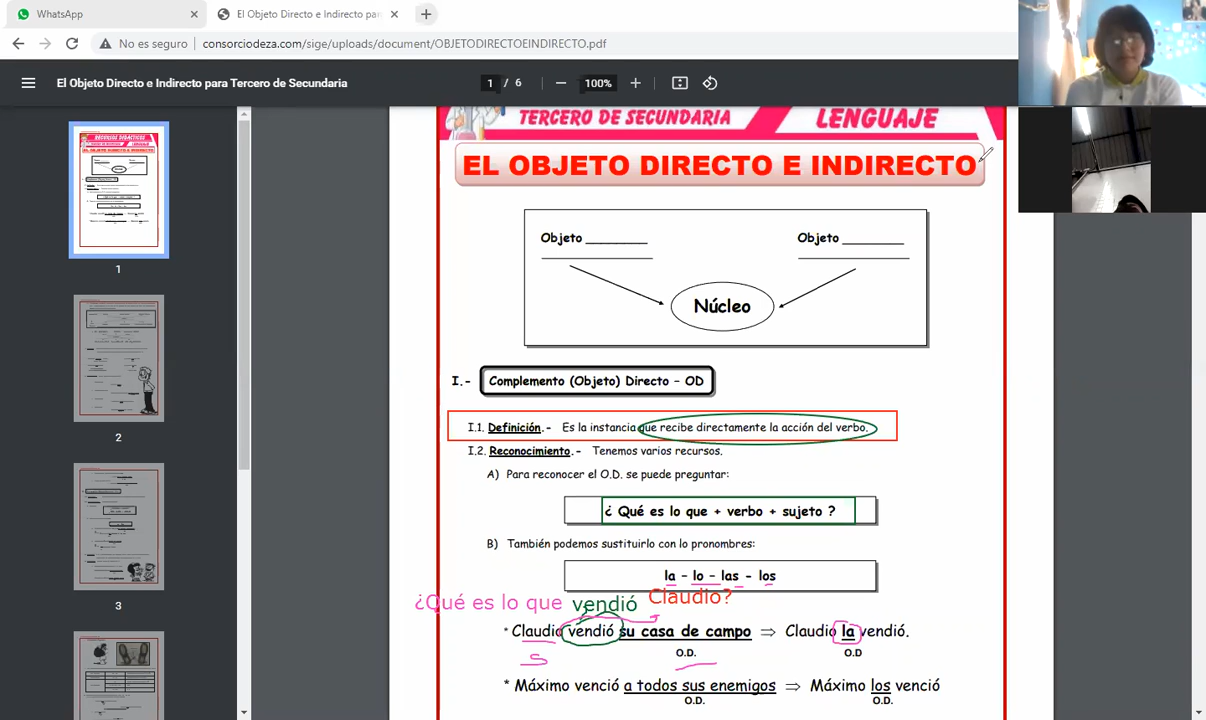 WhatsApp
El Objeto Directo e Indirecto par
No es seguro
consorciodeza.com/sige/uploads/document/OBJETODIRECTOEINDIRECTO.pdf
El Objeto Directo e Indirecto para Tercero de Secundaria
1 / 6
100%
TERCERO DE SECUNDARIA
LENGUAJE
EL OBJETO DIRECTO E INDIRECTO
Objeto ________ Objeto ________
Núcleo
I.- Complemento (Objeto) Directo – OD
I.1. Definición.- Es la instancia que recibe directamente la acción del verbo.
I.2. Reconocimiento.- Tenemos varios recursos.
A) Para reconocer el O.D. se puede preguntar:
¿ Qué es lo que + verbo + sujeto ?
B) También podemos sustituirlo con lo pronombres:
la – lo – las – los
¿Qué es lo que vendió Claudio?
* Claudio vendió su casa de campo ⇒ Claudio la vendió.
S O.D. O.D
* Máximo venció a todos sus enemigos ⇒ Máximo los venció
O.D. O.D.
1
2
3